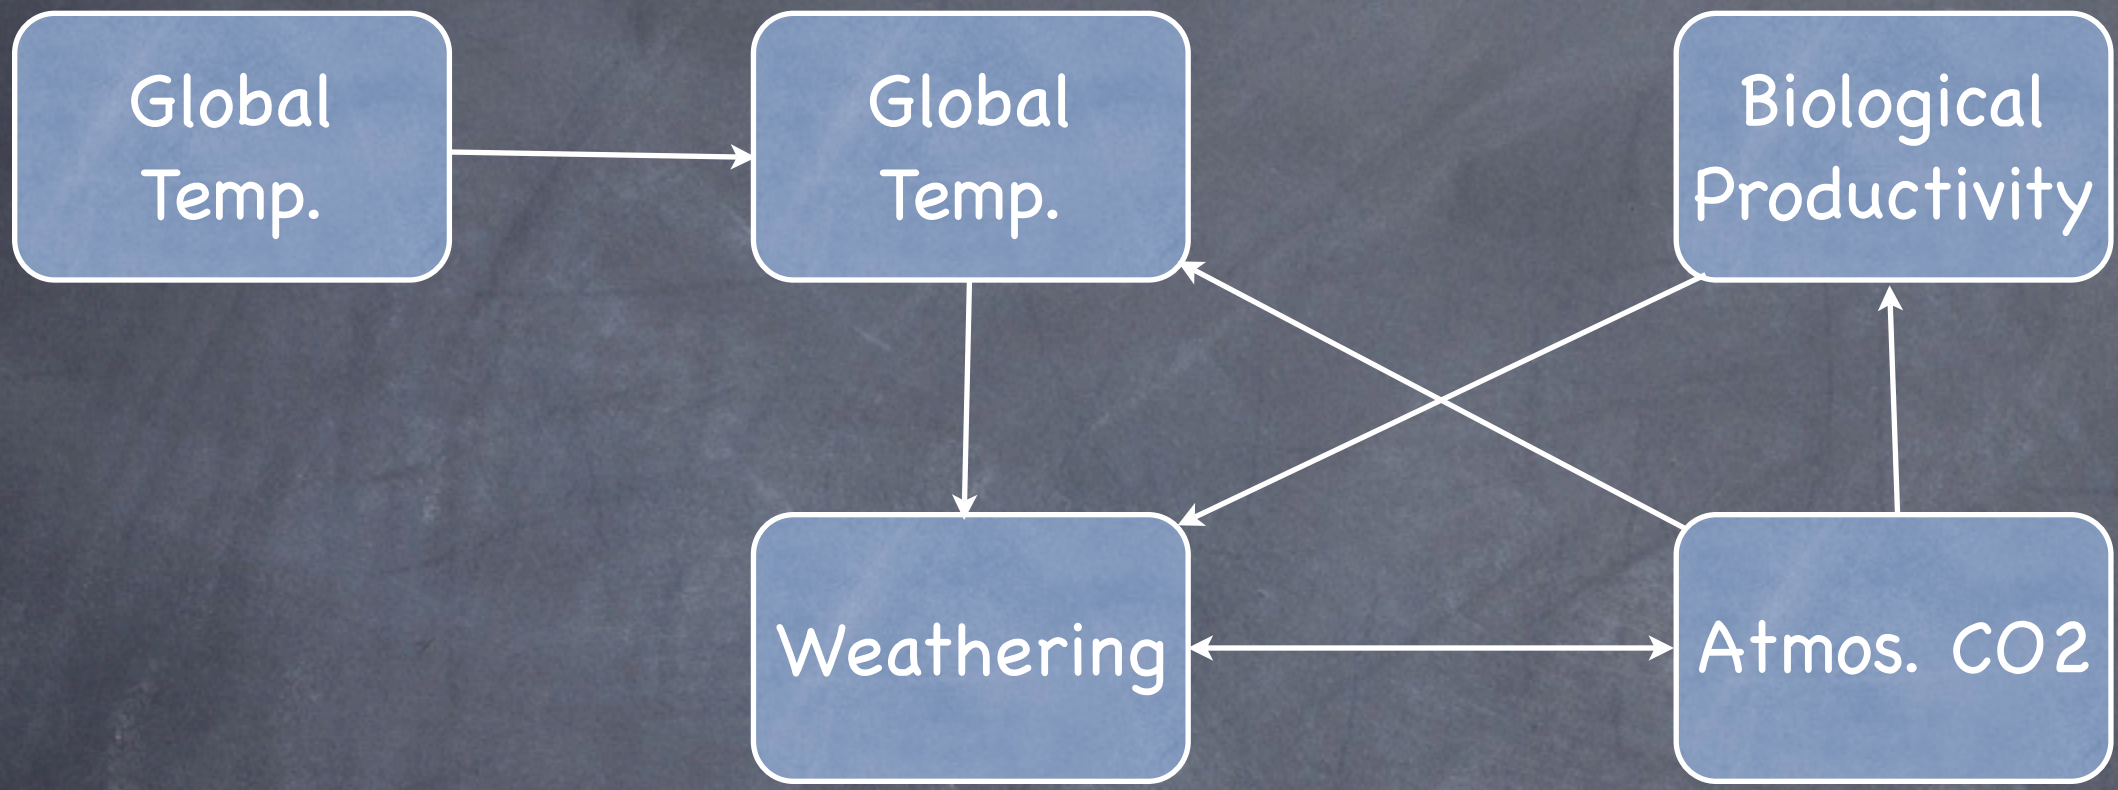 Global
Temp.
Global
Temp.
Biological
Productivity
Weathering
Atmos. CO2